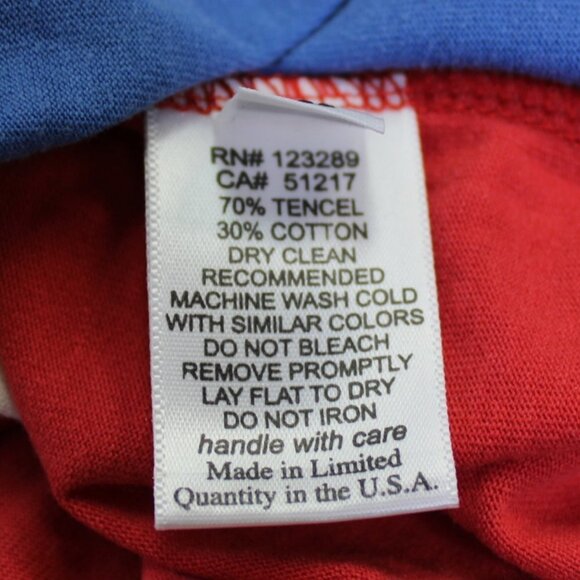 RN# 123289
CA# 51217
70% TENCEL
30% COTTON
DRY CLEAN
RECOMMENDED
MACHINE WASH COLD
WITH SIMILAR COLORS
DO NOT BLEACH
REMOVE PROMPTLY
LAY FLAT TO DRY
DO NOT IRON
handle with care
Made in Limited
Quantity in the U.S.A.